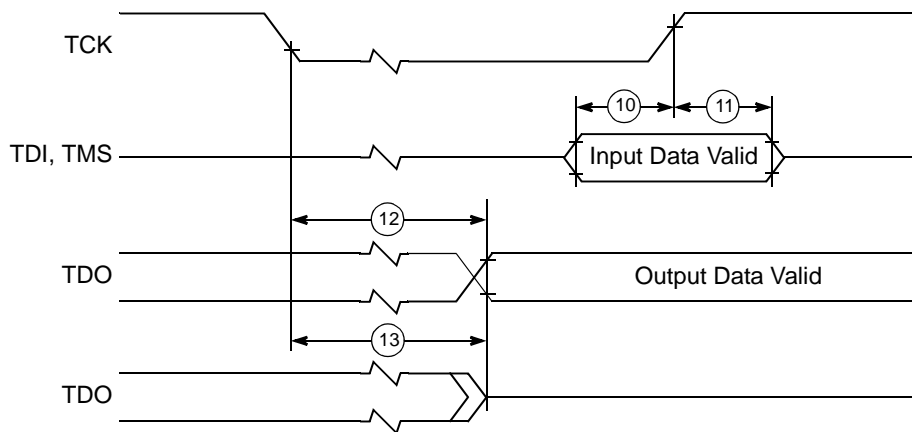 TCK
10
11
TDI, TMS
Input Data Valid
12
TDO
Output Data Valid
13
TDO